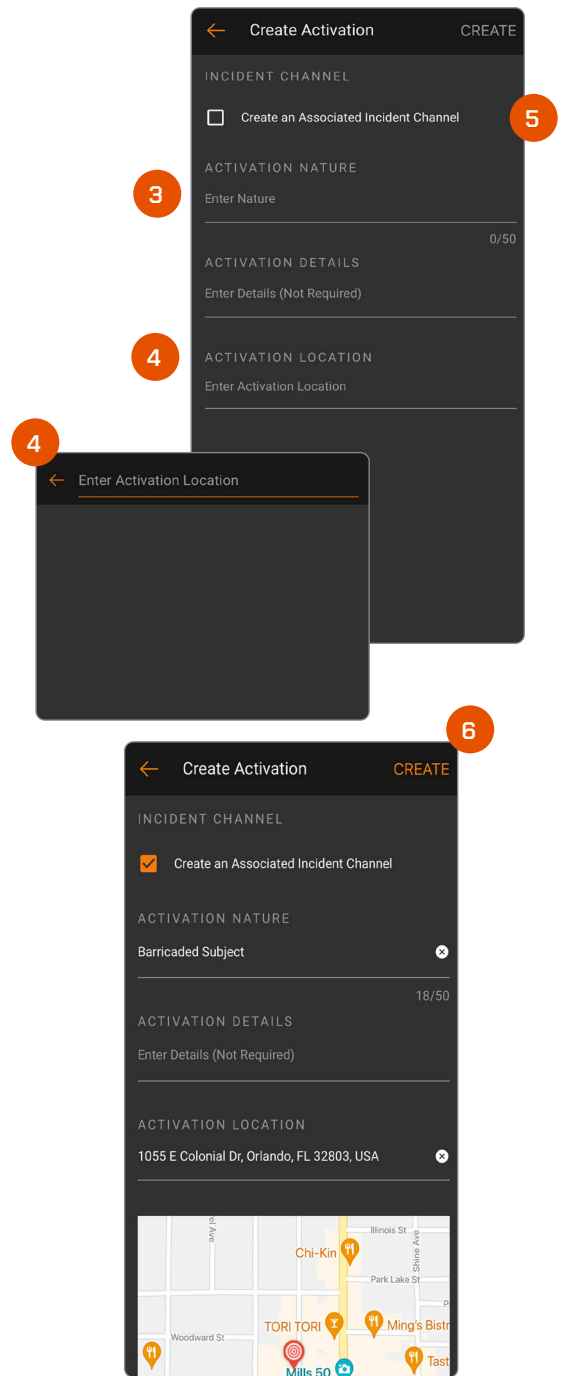 Create Activation CREATE
INCIDENT CHANNEL
Create an Associated Incident Channel
5
ACTIVATION NATURE
3
Enter Nature
0/50
ACTIVATION DETAILS
Enter Details (Not Required)
4
ACTIVATION LOCATION
Enter Activation Location
4
Enter Activation Location
6
Create Activation CREATE
INCIDENT CHANNEL
Create an Associated Incident Channel
ACTIVATION NATURE
Barricaded Subject
18/50
ACTIVATION DETAILS
Enter Details (Not Required)
ACTIVATION LOCATION
1055 E Colonial Dr, Orlando, FL 32803, USA
el Ave
Illinois St
Shine Ave
Chi-Kin
Park Lake St
P
TORI TORI
Ming's Bistr
Woodward St
Tast
Mills 50